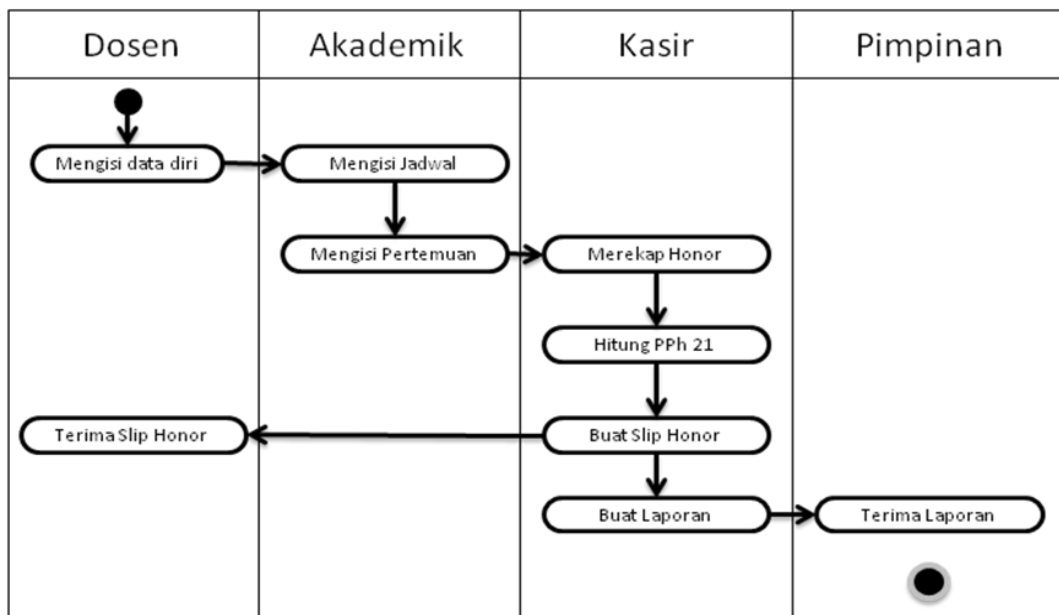 Dosen
Akademik
Kasir
Pimpinan
Mengisi data diri
Mengisi Jadwal
Mengisi Pertemuan
Merekap Honor
Hitung PPh 21
Terima Slip Honor
Buat Slip Honor
Buat Laporan
Terima Laporan